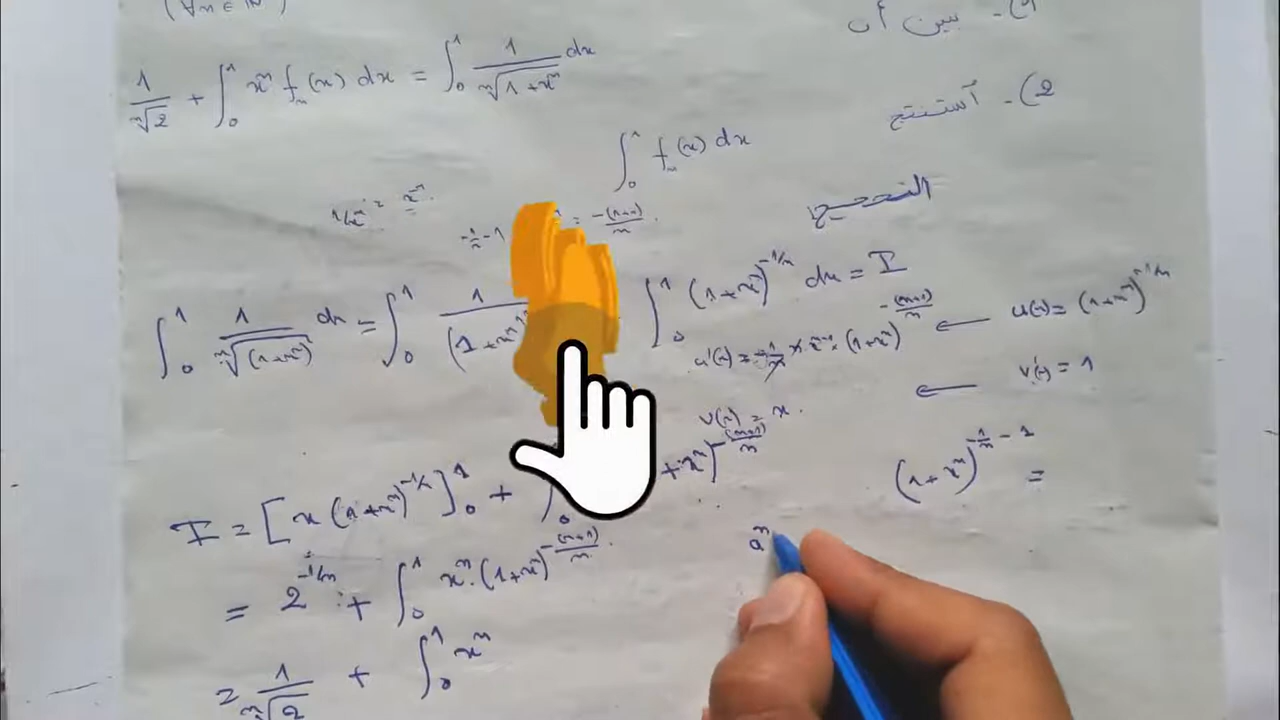 (∀n∈ℕ)
1)- بين أن
1/ⁿ√2 + ∫₀¹ xⁿ fₙ(x) dx = ∫₀¹ 1/ⁿ√(1+xⁿ) dx
2)- أستنتج
∫₀¹ fₙ(x) dx
التصحيح
-1/n -1 = -(1+n)/n
∫₀¹ 1/ⁿ√(1+xⁿ) dx = ∫₀¹ 1/(1+xⁿ) ∫₀¹ (1+xⁿ)^(-1/n) dx = I
u(x) = (1+xⁿ)^(-1/n)
v'(x) = 1
v(x) = x.
(1+xⁿ)^(-1/n - 1) =
I = [x(1+xⁿ)^(-1/n)]₀¹ + ∫₀ +xⁿ)^(-(n+1)/n)
aⁿ
= 2^(-1/n) + ∫₀¹ xⁿ.(1+xⁿ)^(-(n+1)/n).
= 1/ⁿ√2 + ∫₀¹ xⁿ